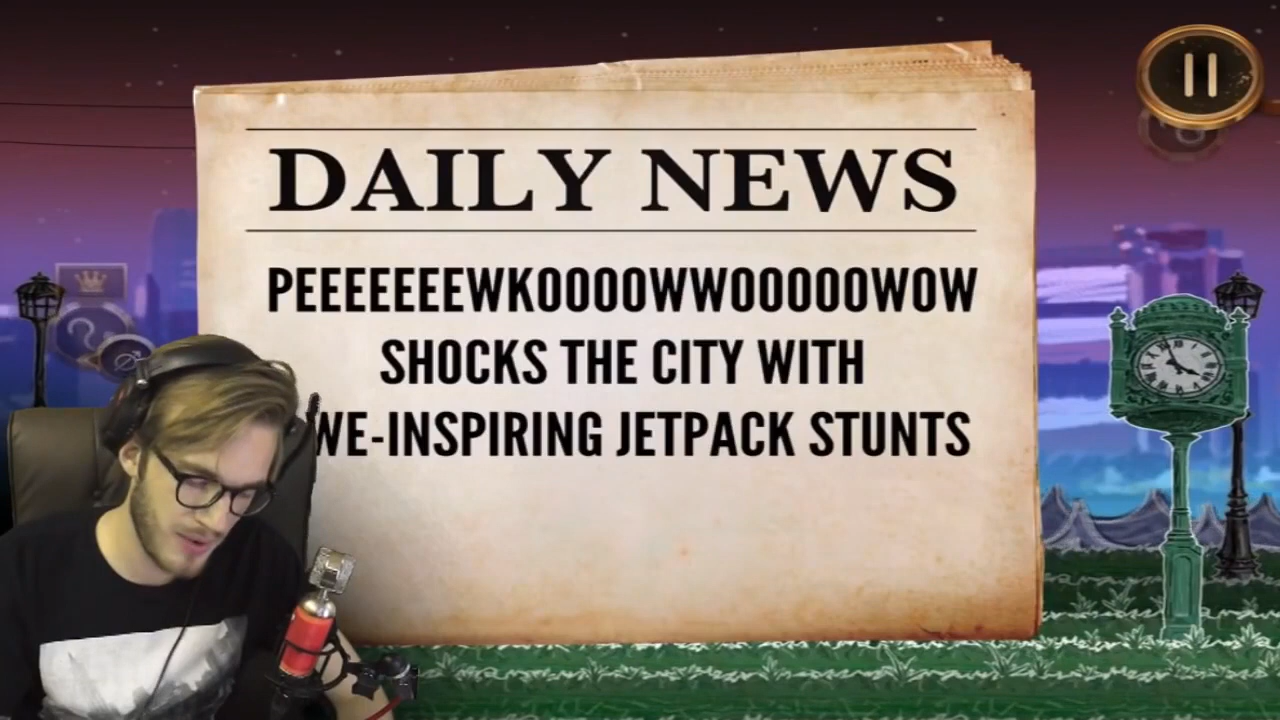 DAILY NEWS
PEEEEEEEWKOOOOWWOOOOOWOW
SHOCKS THE CITY WITH
WE-INSPIRING JETPACK STUNTS